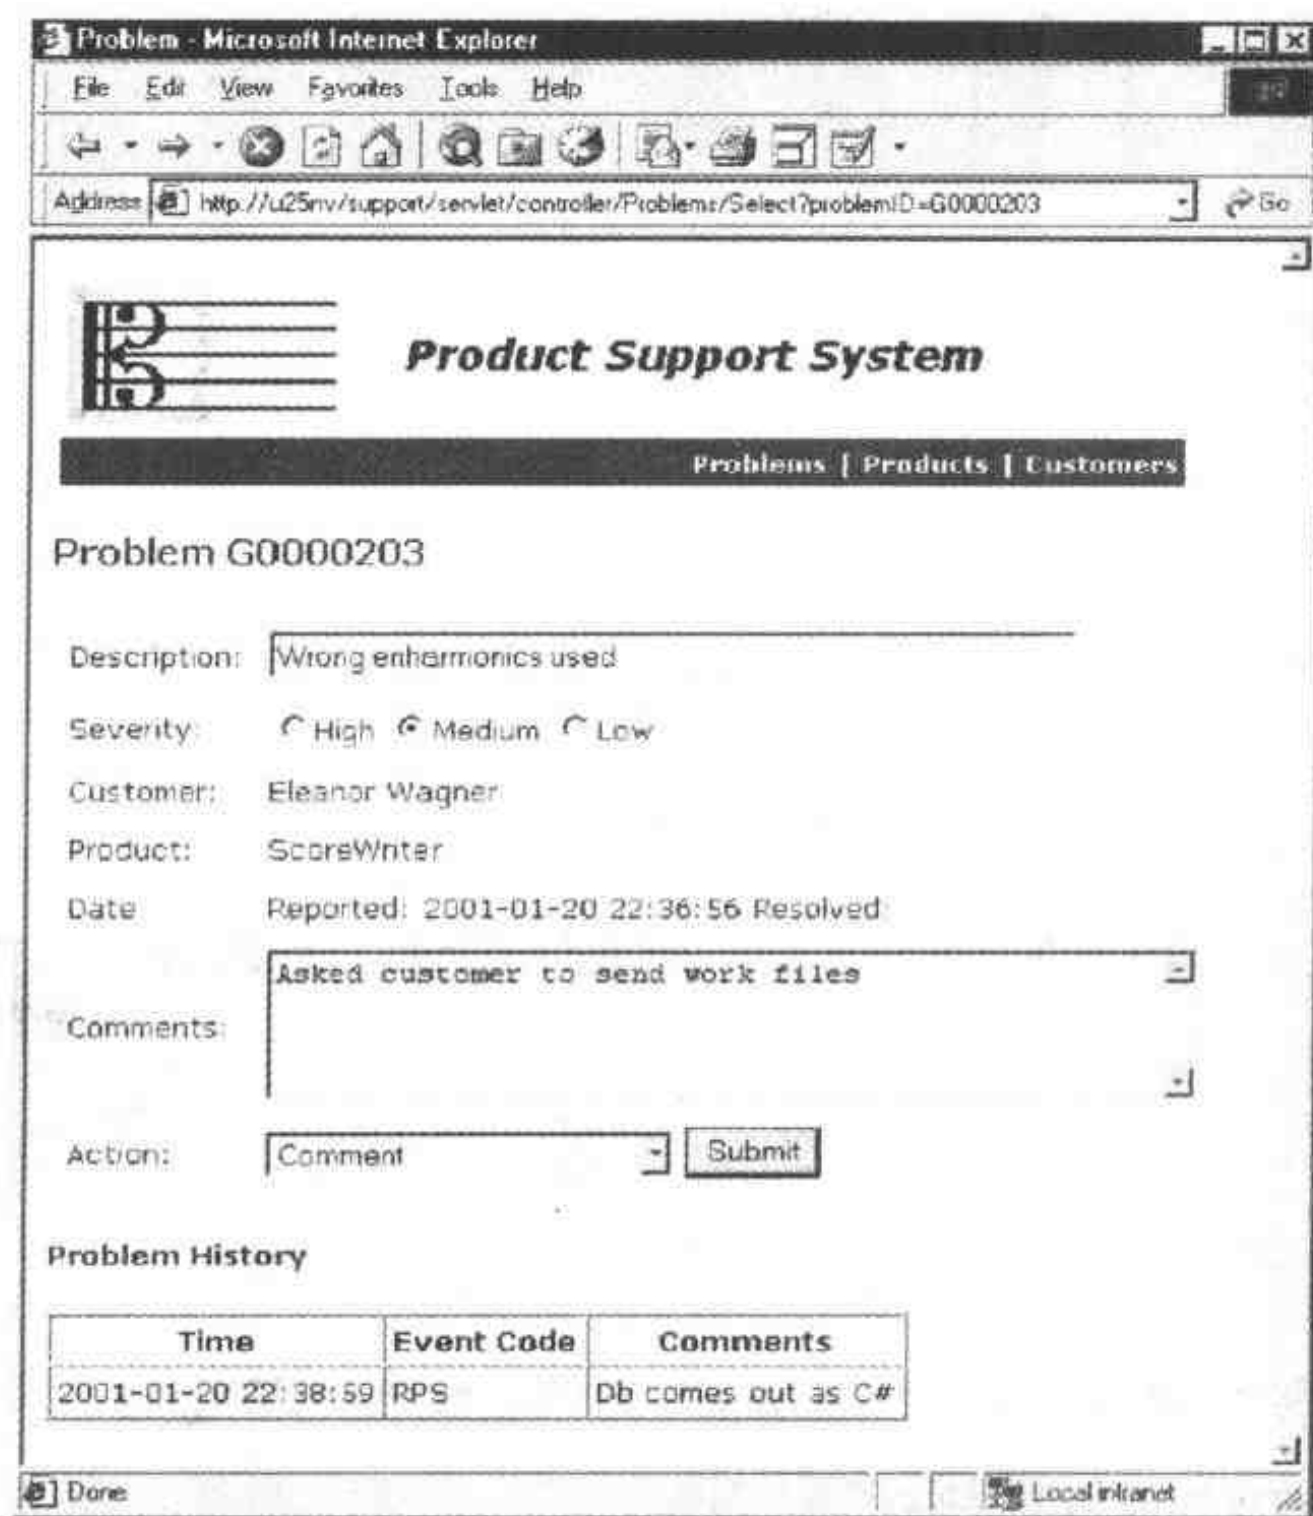 Problem - Microsoft Internet Explorer
File Edit View Favorites Tools Help
Address http://u25nv/support/servlet/controller/Problems/Select?problemID=G0000203 Go
Product Support System
Problems | Products | Customers
Problem G0000203
Description: Wrong enharmonics used
Severity: High Medium Low
Customer: Eleanor Wagner
Product: ScoreWriter
Date Reported: 2001-01-20 22:36:56 Resolved:
Comments: Asked customer to send work files
Action: Comment Submit
Problem History
Time Event Code Comments
2001-01-20 22:38:59 RPS Db comes out as C#
Done Local intranet